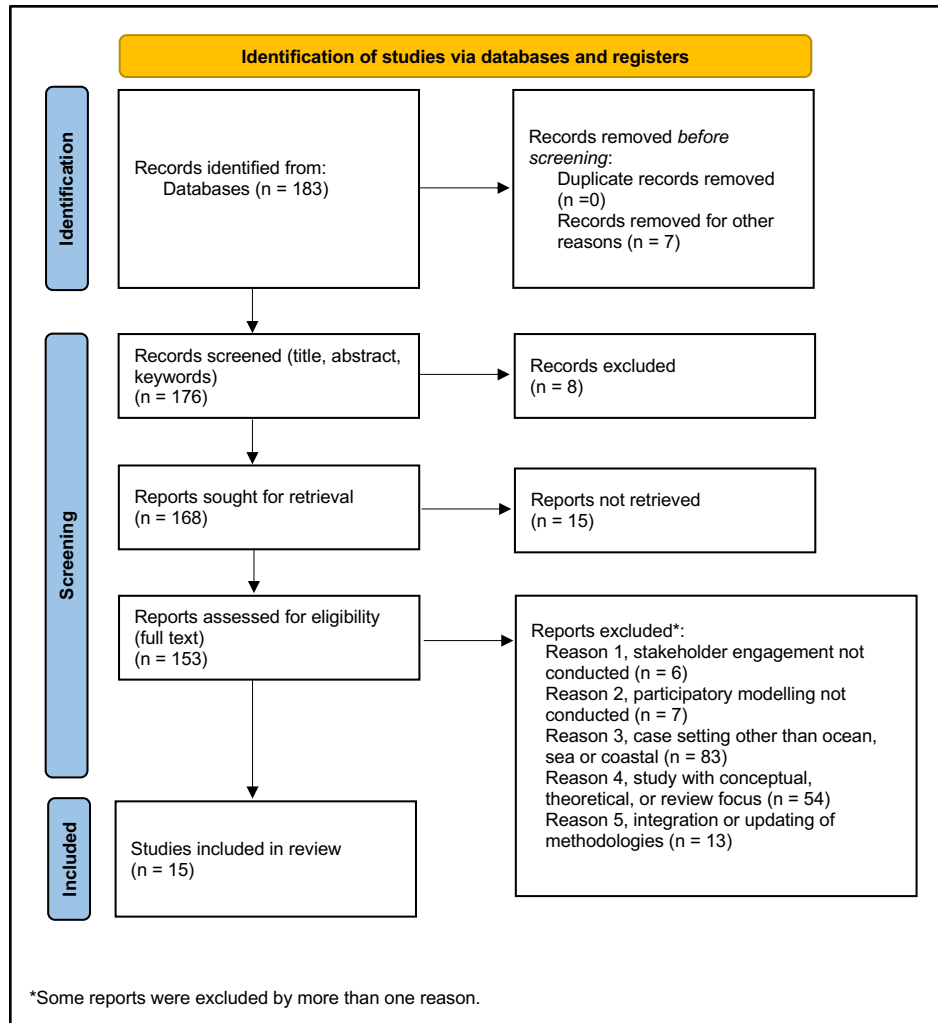 Identification of studies via databases and registers
Identification
Records identified from:
Databases (n = 183)
Records removed before
screening:
Duplicate records removed
(n =0)
Records removed for other
reasons (n = 7)
Screening
Records screened (title, abstract,
keywords)
(n = 176)
Records excluded
(n = 8)
Reports sought for retrieval
(n = 168)
Reports not retrieved
(n = 15)
Reports assessed for eligibility
(full text)
(n = 153)
Reports excluded*:
Reason 1, stakeholder engagement not
conducted (n = 6)
Reason 2, participatory modelling not
conducted (n = 7)
Reason 3, case setting other than ocean,
sea or coastal (n = 83)
Reason 4, study with conceptual,
theoretical, or review focus (n = 54)
Reason 5, integration or updating of
methodologies (n = 13)
Included
Studies included in review
(n = 15)
*Some reports were excluded by more than one reason.